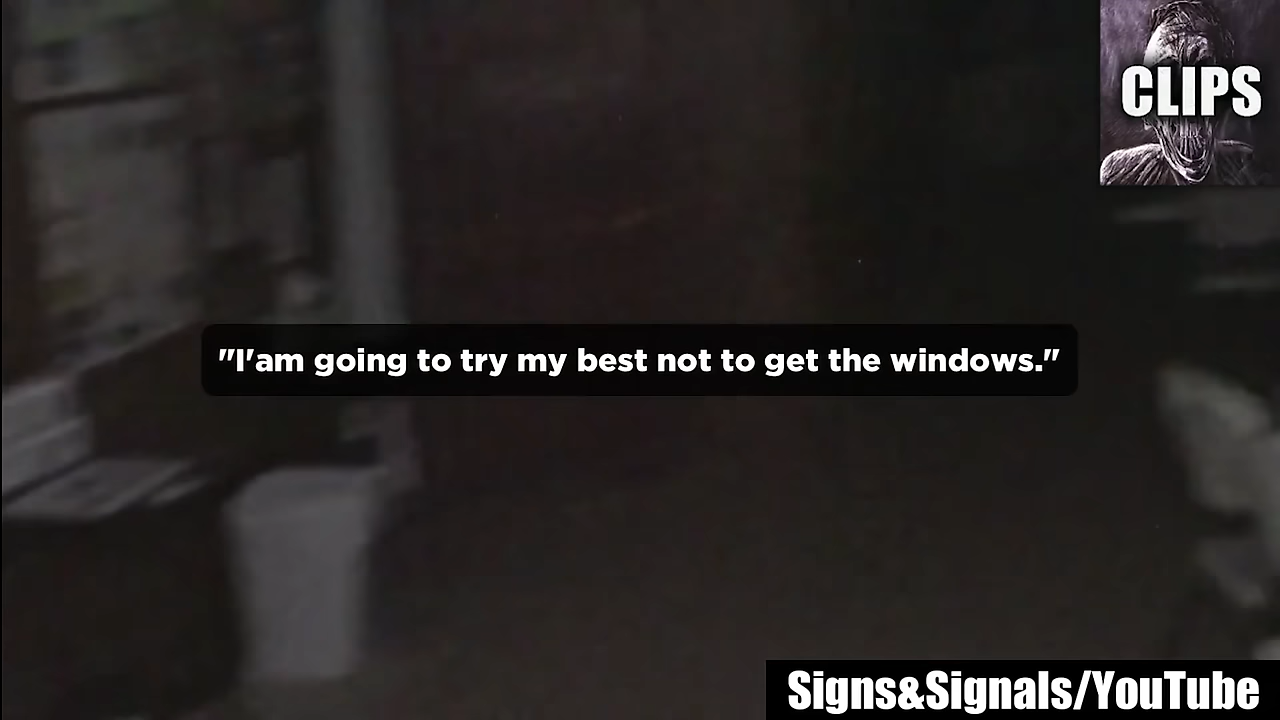 CLIPS
"I'am going to try my best not to get the windows."
Signs&Signals/YouTube